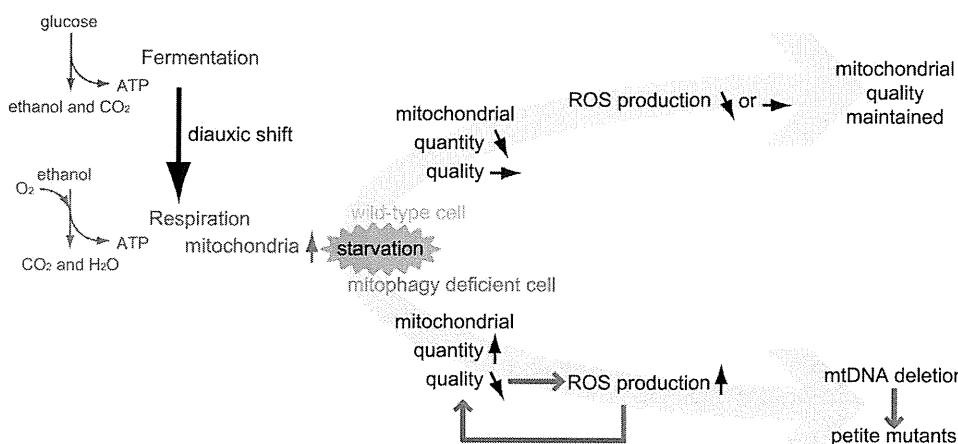 glucose
ATP
ethanol and CO₂
Fermentation
diauxic shift
ethanol
O₂
ATP
CO₂ and H₂O
Respiration
mitochondria
starvation
wild-type cell
mitochondrial
quantity
quality
ROS production or
mitochondrial
quality
maintained
mitophagy deficient cell
mitochondrial
quantity
quality
ROS production
mtDNA deletion
petite mutants